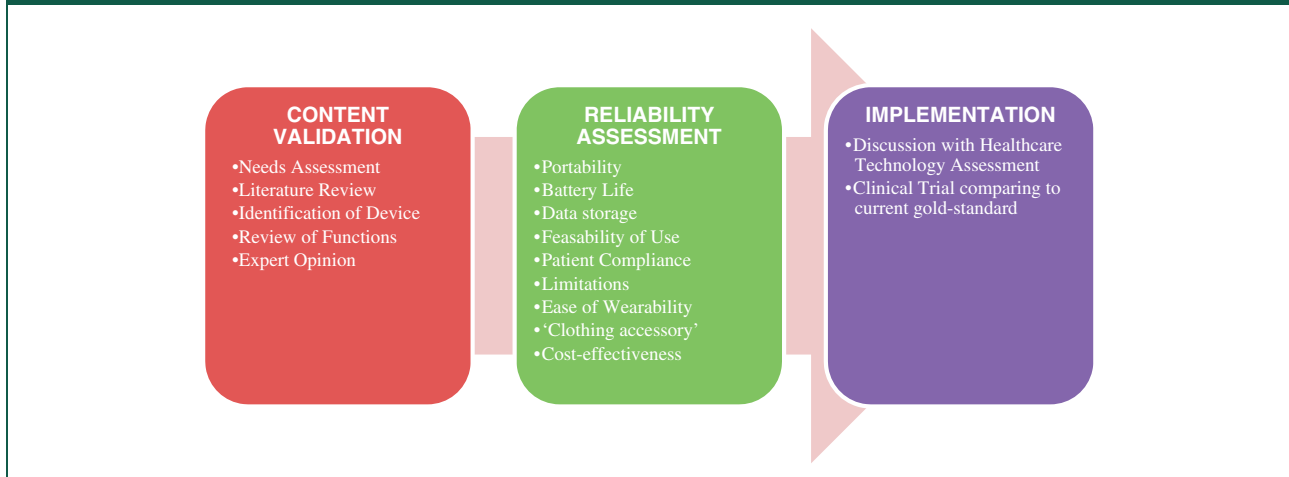 CONTENT
VALIDATION
•Needs Assessment
•Literature Review
•Identification of Device
•Review of Functions
•Expert Opinion
RELIABILITY
ASSESSMENT
•Portability
•Battery Life
•Data storage
•Feasability of Use
•Patient Compliance
•Limitations
•Ease of Wearability
•‘Clothing accessory’
•Cost-effectiveness
IMPLEMENTATION
•Discussion with Healthcare
Technology Assessment
•Clinical Trial comparing to
current gold-standard